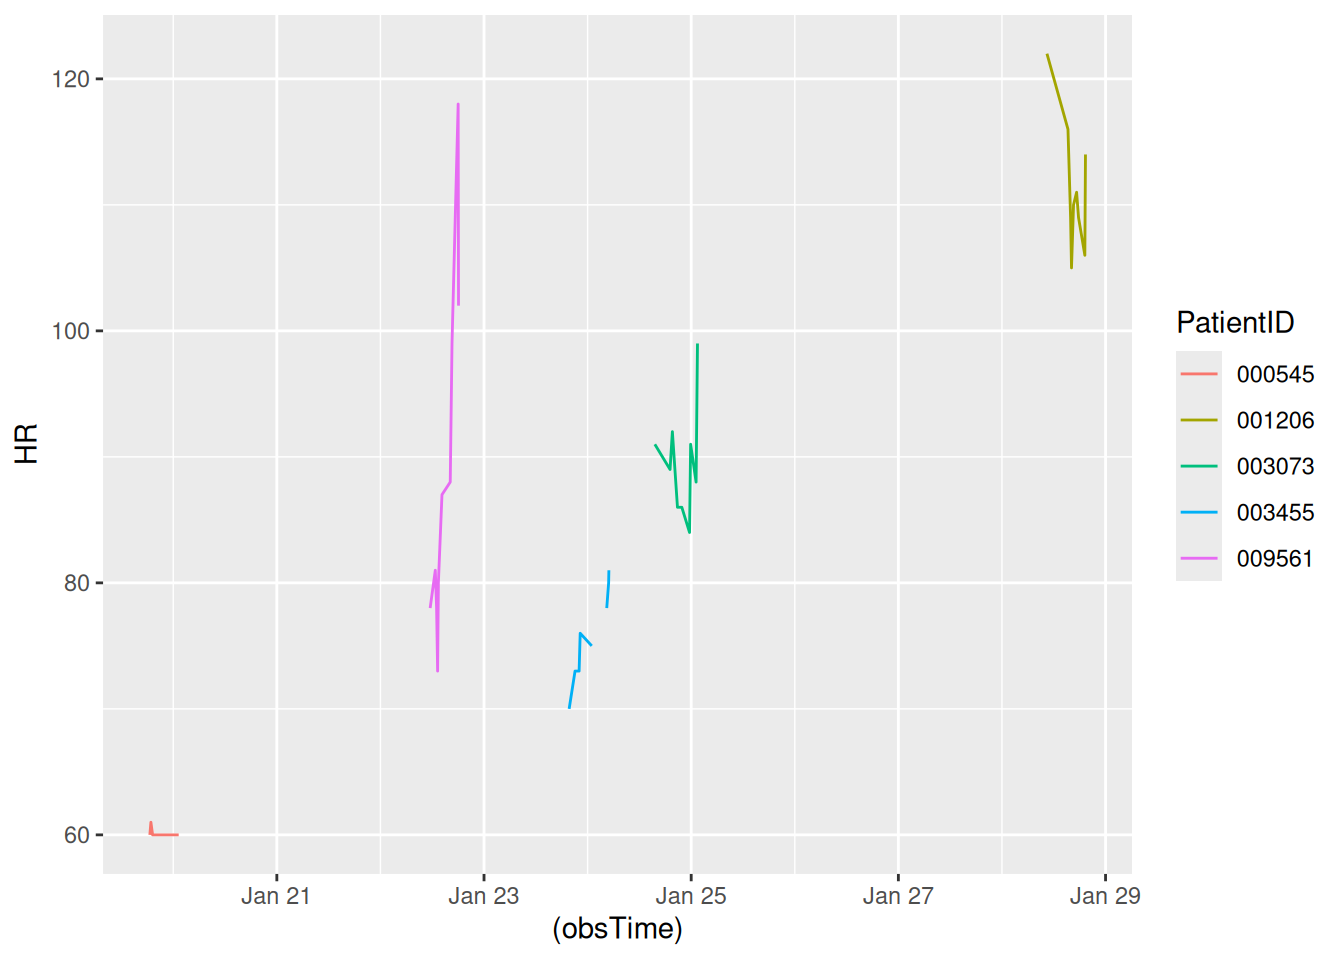 120
100
80
60
HR
Jan 21
Jan 23
Jan 25
Jan 27
Jan 29
(obsTime)
PatientID
000545
001206
003073
003455
009561